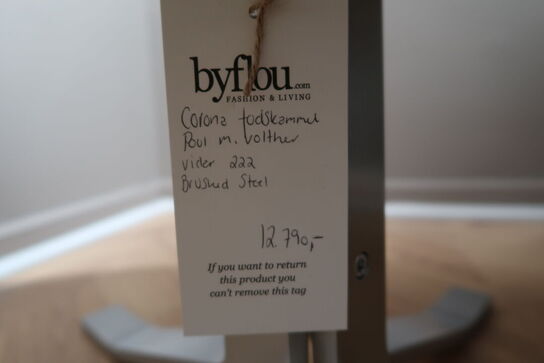 byflou.com
FASHION & LIVING
Corona fodskammel
Poul m. Volther
vider 222
Brushed Steel
12.790,-
If you want to return
this product you
can't remove this tag